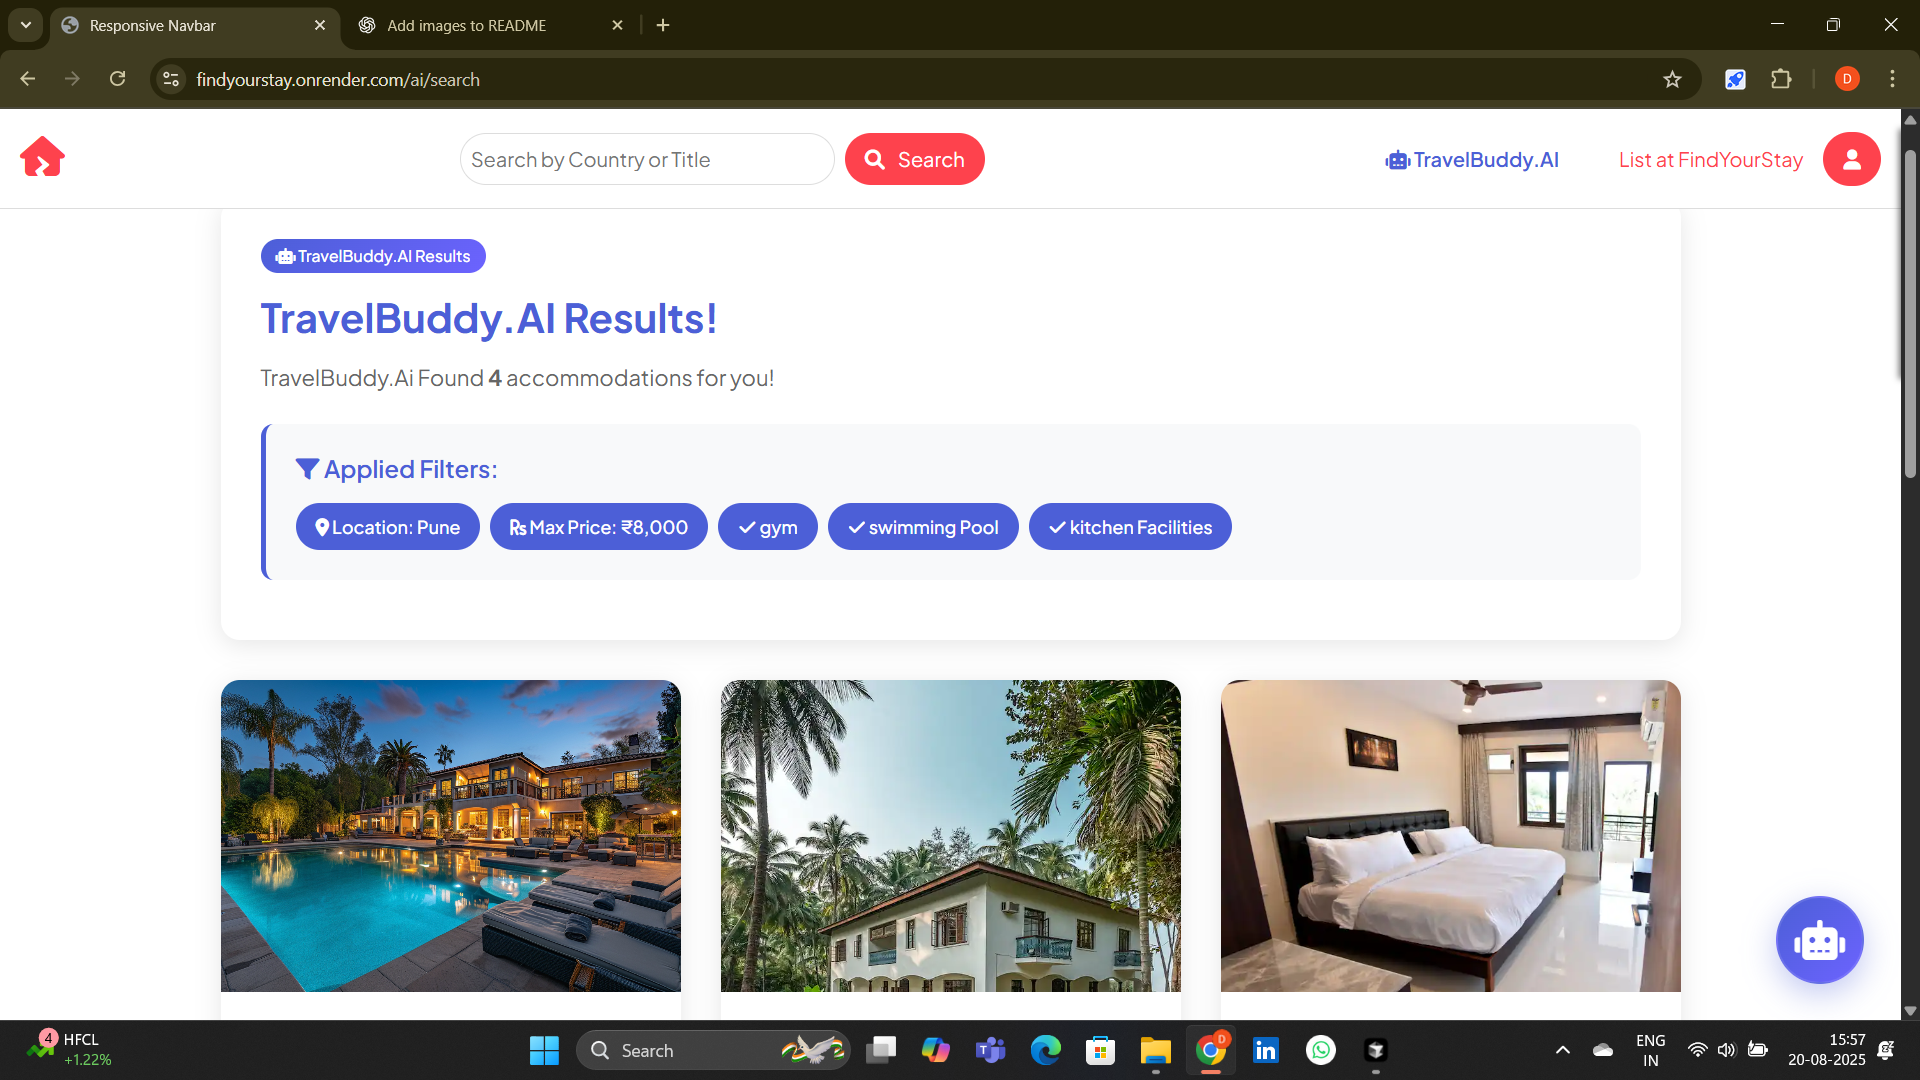 Responsive Navbar
Add images to README
findyourstay.onrender.com/ai/search
D
Search by Country or Title
Search
TravelBuddy.AI
List at FindYourStay
TravelBuddy.AI Results
TravelBuddy.AI Results!
TravelBuddy.Ai Found 4 accommodations for you!
Applied Filters:
Location: Pune
Rs Max Price: ₹8,000
gym
swimming Pool
kitchen Facilities
4
HFCL
+1.22%
Search
D
ENG
IN
15:57
20-08-2025